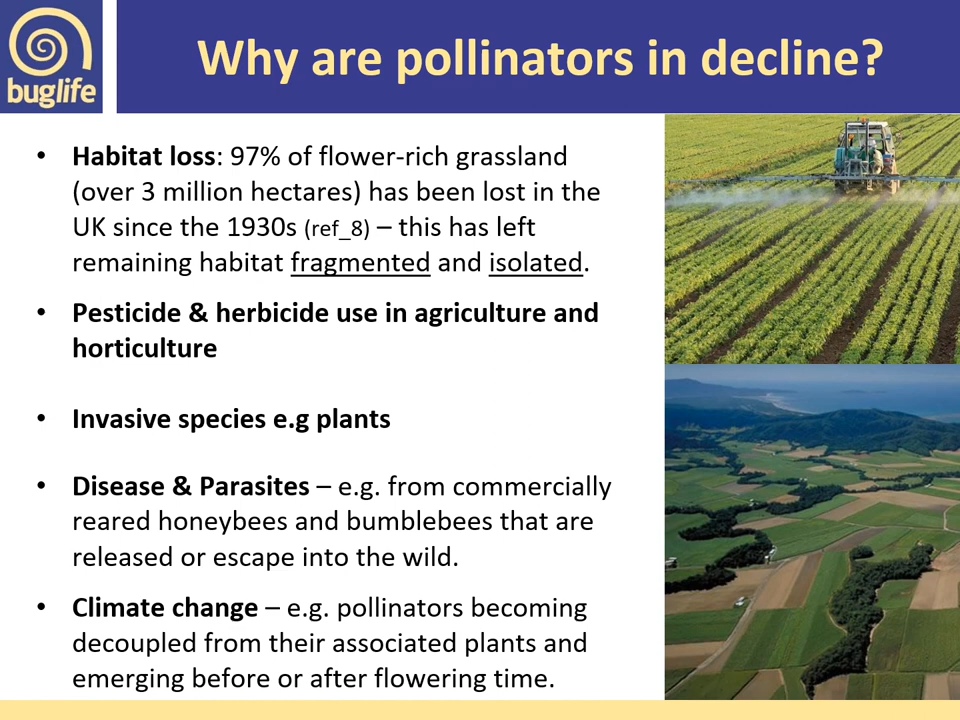 buglife
Why are pollinators in decline?
• Habitat loss: 97% of flower-rich grassland
(over 3 million hectares) has been lost in the
UK since the 1930s (ref_8) – this has left
remaining habitat fragmented and isolated.
• Pesticide & herbicide use in agriculture and
horticulture
• Invasive species e.g plants
• Disease & Parasites – e.g. from commercially
reared honeybees and bumblebees that are
released or escape into the wild.
• Climate change – e.g. pollinators becoming
decoupled from their associated plants and
emerging before or after flowering time.